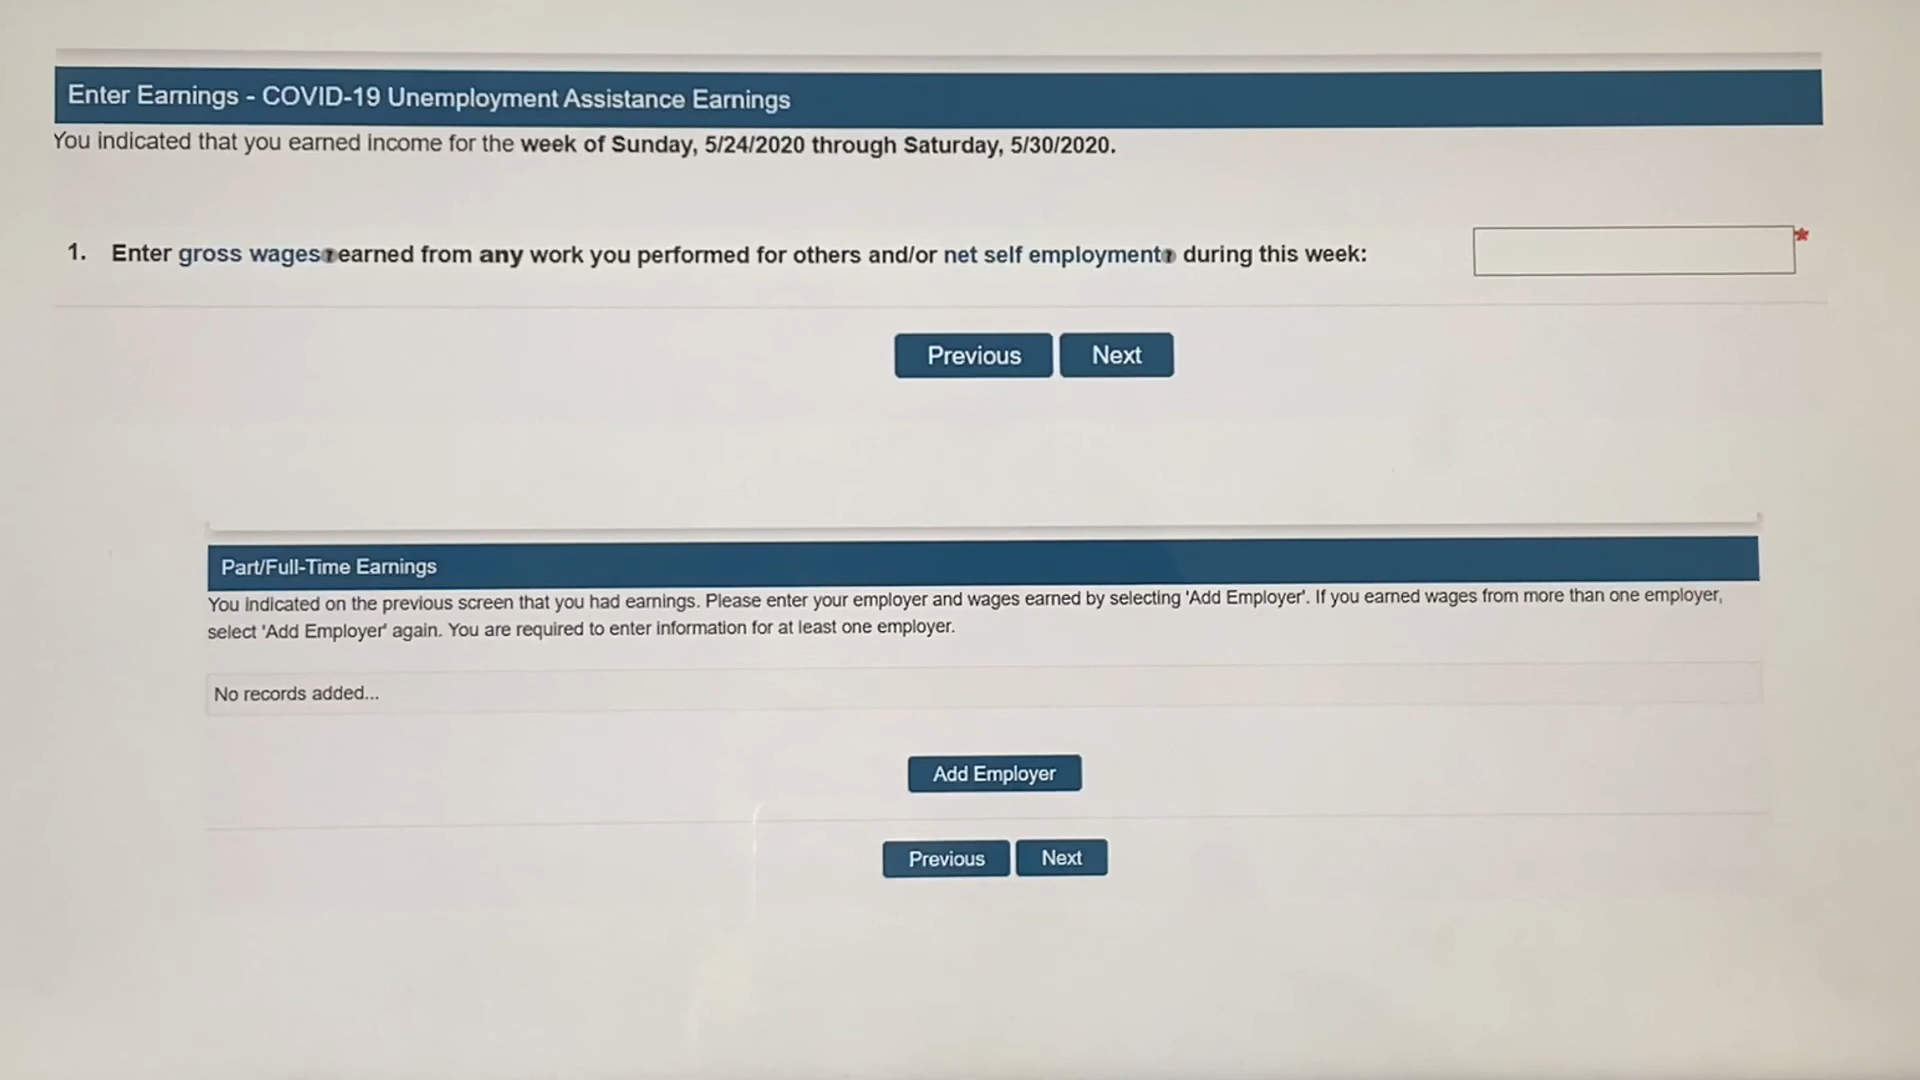 Enter Earnings - COVID-19 Unemployment Assistance Earnings
You indicated that you earned income for the week of Sunday, 5/24/2020 through Saturday, 5/30/2020.
1. Enter gross wages? earned from any work you performed for others and/or net self employment? during this week: *
Previous Next
Part/Full-Time Earnings
You indicated on the previous screen that you had earnings. Please enter your employer and wages earned by selecting 'Add Employer'. If you earned wages from more than one employer,
select 'Add Employer' again. You are required to enter information for at least one employer.
No records added...
Add Employer
Previous Next